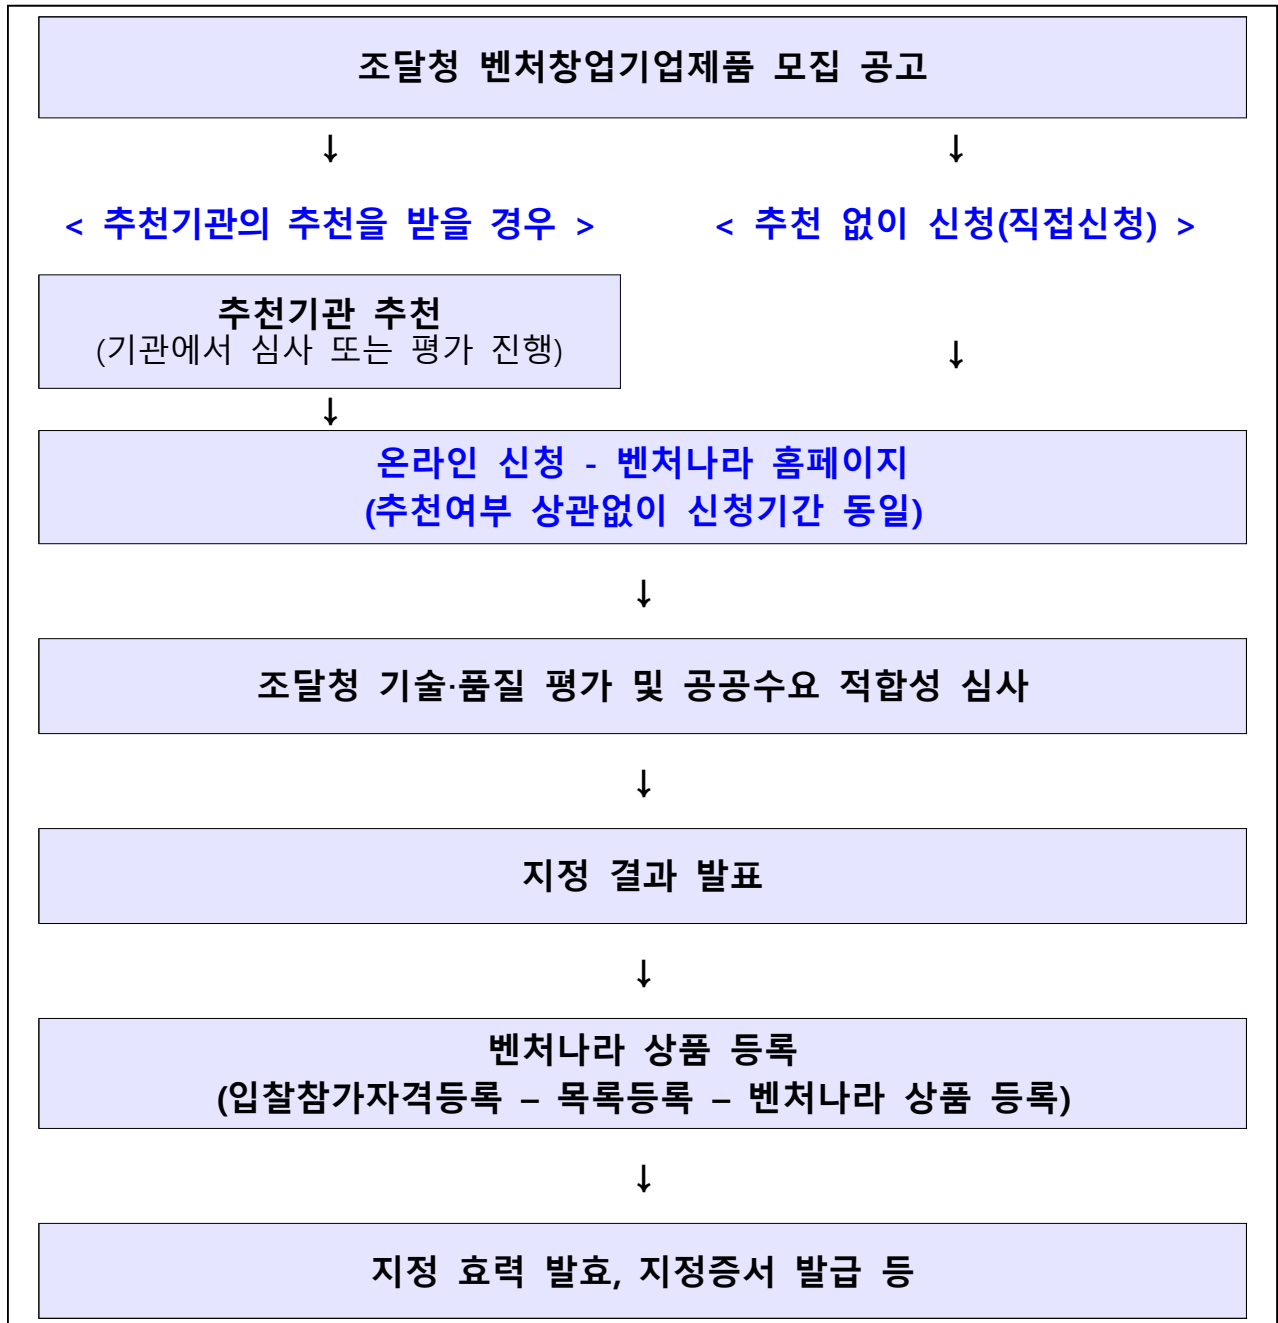 조달청 벤처창업기업제품 모집 공고
↓ ↓
< 추천기관의 추천을 받을 경우 > < 추천 없이 신청(직접신청) >
추천기관 추천
(기관에서 심사 또는 평가 진행)
↓
↓
온라인 신청 - 벤처나라 홈페이지
(추천여부 상관없이 신청기간 동일)
↓
조달청 기술·품질 평가 및 공공수요 적합성 심사
↓
지정 결과 발표
↓
벤처나라 상품 등록
(입찰참가자격등록 – 목록등록 – 벤처나라 상품 등록)
↓
지정 효력 발효, 지정증서 발급 등